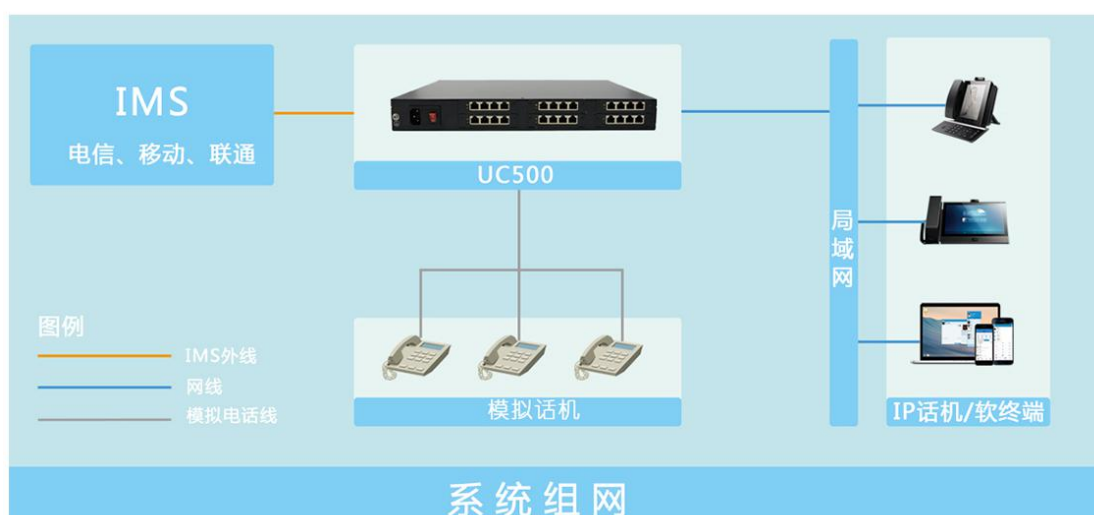 IMS
电信、移动、联通
UC500
局域网
图例
IMS外线
网线
模拟电话线
模拟话机
IP话机/软终端
系统组网